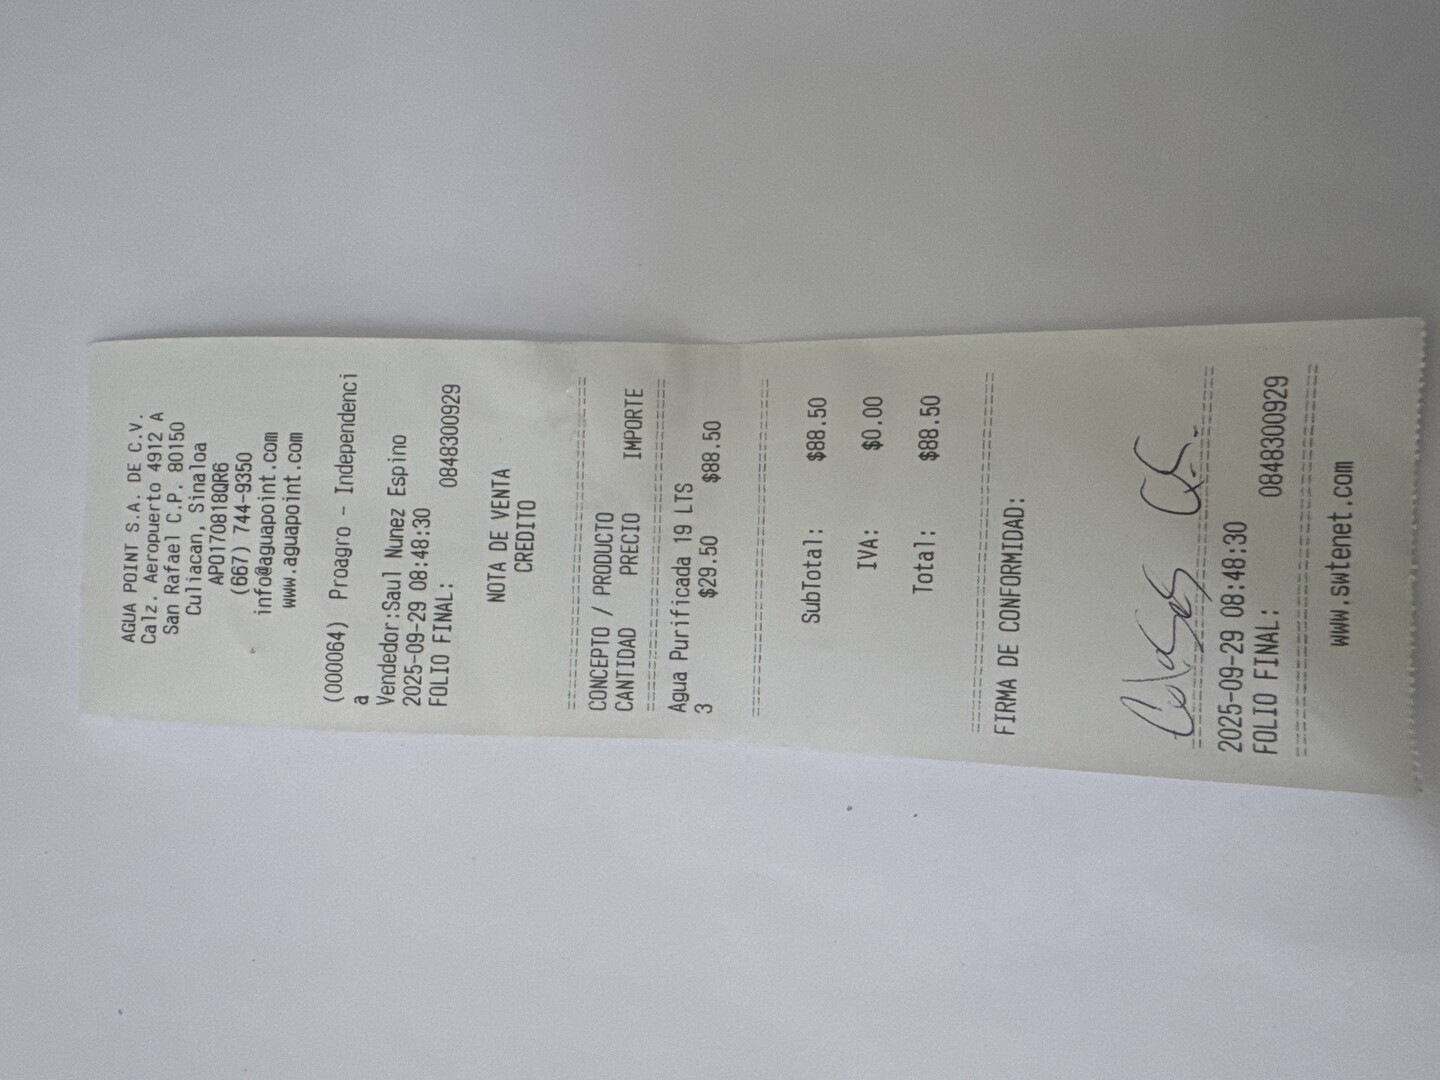 AGUA POINT S.A. DE C.V.
Calz. Aeropuerto 4912 A
San Rafael C.P. 80150
Culiacan, Sinaloa
APO170818QR6
(667) 744-9350
info@aguapoint.com
www.aguapoint.com
(000064) Proagro - Independenci
a
Vendedor:Saul Nunez Espino
2025-09-29 08:48:30
FOLIO FINAL: 0848300929
NOTA DE VENTA
CREDITO
CONCEPTO / PRODUCTO
CANTIDAD PRECIO IMPORTE
Agua Purificada 19 LTS
3 $29.50 $88.50
SubTotal: $88.50
IVA: $0.00
Total: $88.50
FIRMA DE CONFORMIDAD:
2025-09-29 08:48:30
FOLIO FINAL: 0848300929
www.swtenet.com